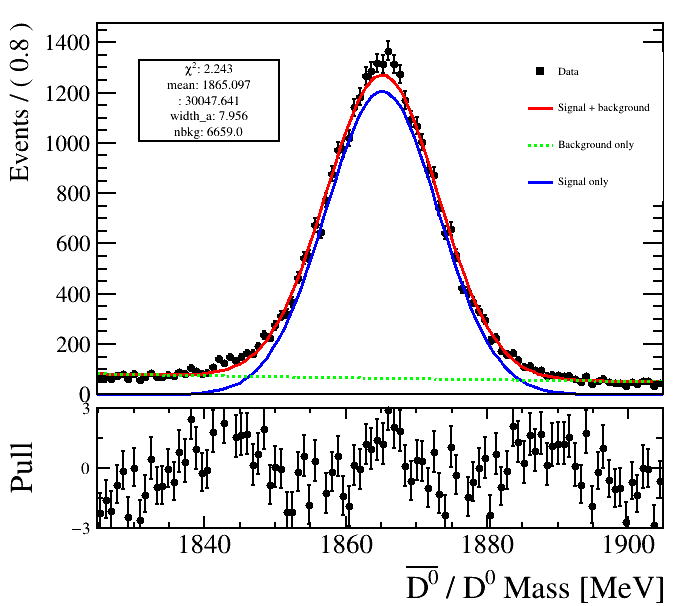 Events / ( 0.8 )
1400
1200
1000
800
600
400
200
0
χ²: 2.243
mean: 1865.097
: 30047.641
width_a: 7.956
nbkg: 6659.0
Data
Signal + background
Background only
Signal only
Pull
3
0
−3
1840
1860
1880
1900
D̅⁰ / D⁰ Mass [MeV]